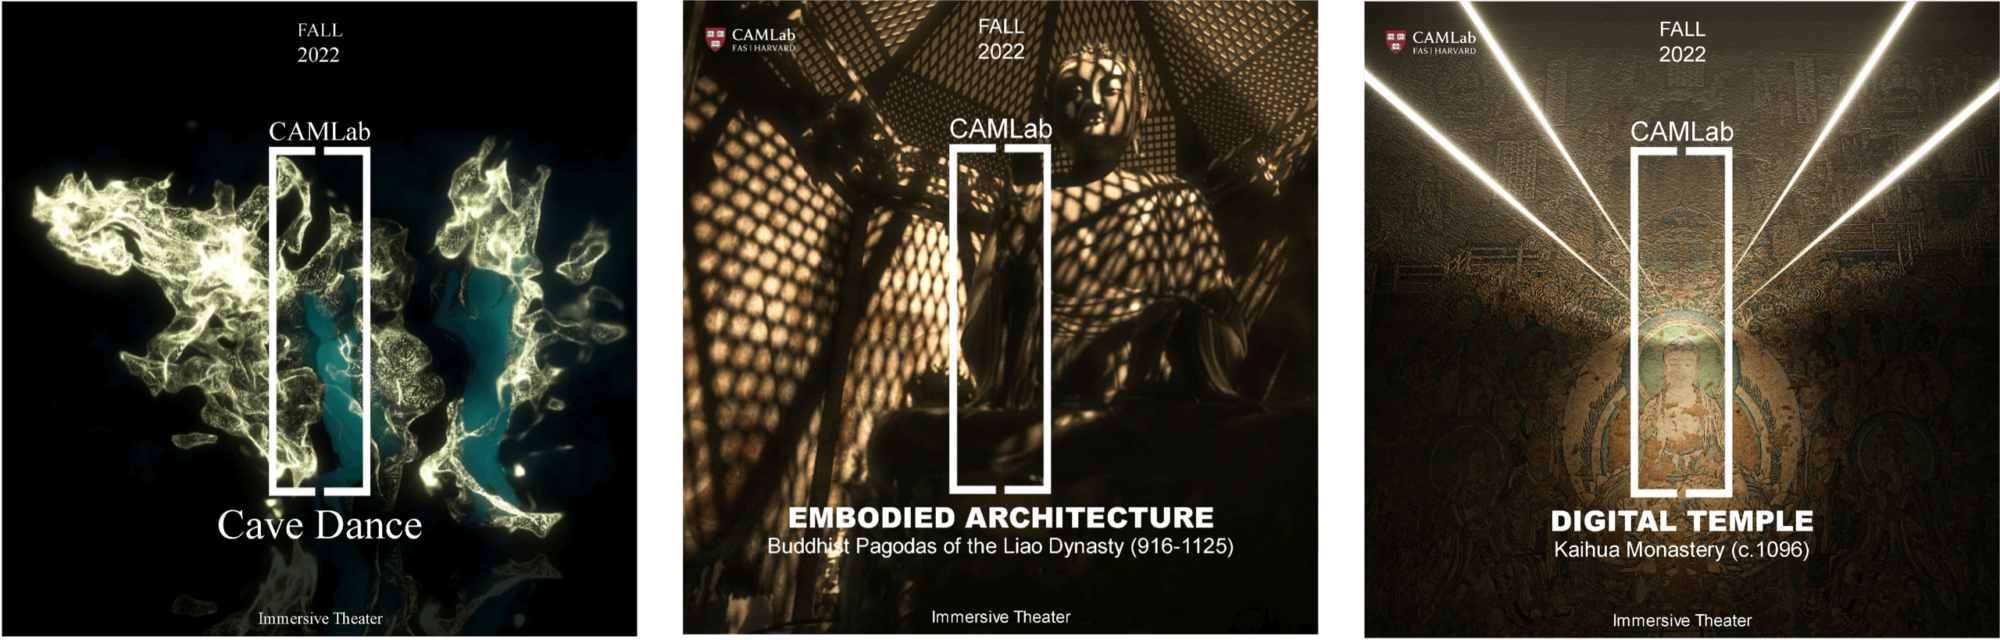 FALL
2022
CAMLab
Cave Dance
Immersive Theater
CAMLab
FAS | HARVARD
FALL
2022
CAMLab
EMBODIED ARCHITECTURE
Buddhist Pagodas of the Liao Dynasty (916-1125)
Immersive Theater
CAMLab
FAS | HARVARD
FALL
2022
CAMLab
DIGITAL TEMPLE
Kaihua Monastery (c.1096)
Immersive Theater